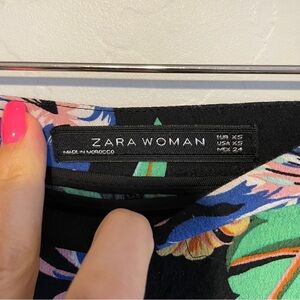 ZARA WOMAN
MADE IN MOROCCO
EUR XS
USA XS
MEX 24